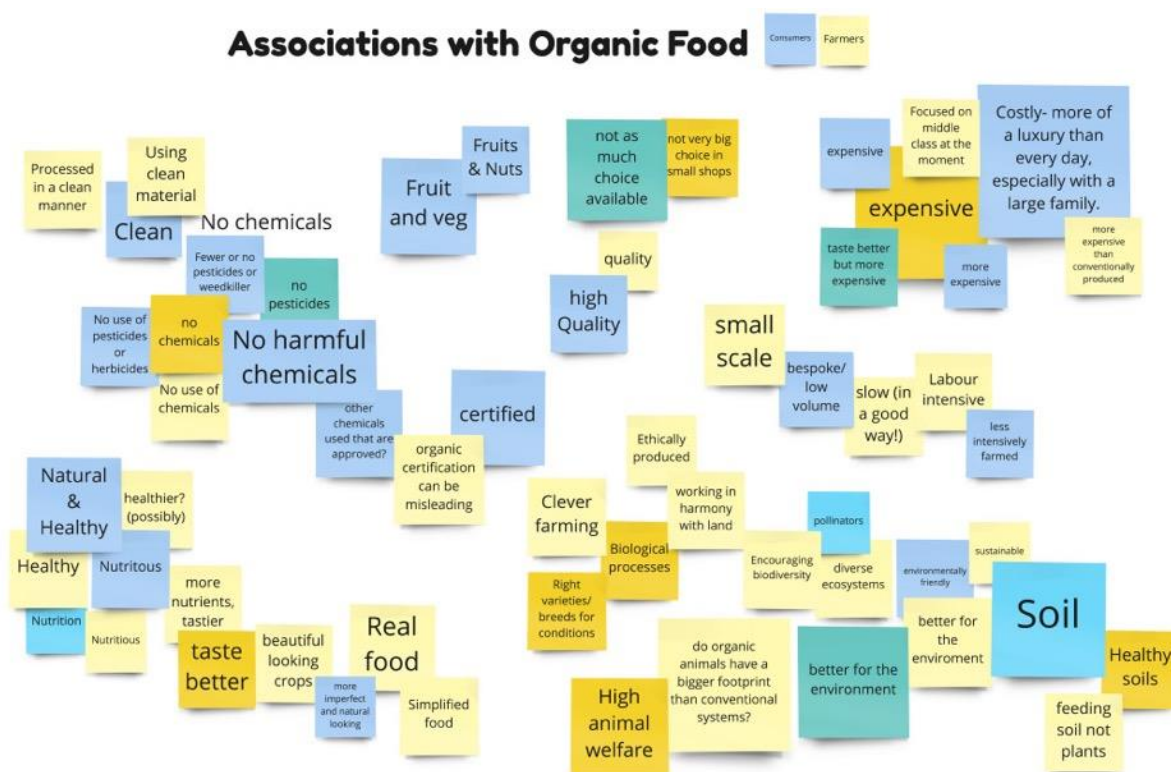 Associations with Organic Food
Consumers
Farmers
Processed
in a clean
manner
Using
clean
material
Clean
No chemicals
Fewer or no
pesticides or
weedkiller
no
pesticides
No use of
pesticides
or
herbicides
no
chemicals
No harmful
chemicals
No use of
chemicals
other
chemicals
used that are
approved?
certified
organic
certification
can be
misleading
Fruits
& Nuts
Fruit
and veg
not as
much
choice
available
not very big
choice in
small shops
quality
high
Quality
expensive
Focused on
middle
class at the
moment
Costly- more of
a luxury than
every day,
especially with a
large family.
expensive
taste better
but more
expensive
more
expensive
more
expensive
than
conventionally
produced
small
scale
bespoke/
low
volume
slow (in
a good
way!)
Labour
intensive
less
intensively
farmed
Natural
&
Healthy
healthier?
(possibly)
Healthy
Nutritous
Nutrition
Nutritious
more
nutrients,
tastier
taste
better
beautiful
looking
crops
Real
food
more
imperfect
and natural
looking
Simplified
food
Ethically
produced
Clever
farming
working in
harmony
with land
Biological
processes
Right
varieties/
breeds for
conditions
Encouraging
biodiversity
pollinators
diverse
ecosystems
environmentally
friendly
sustainable
Soil
better for
the
enviroment
better for the
environment
Healthy
soils
feeding
soil not
plants
High
animal
welfare
do organic
animals have a
bigger footprint
than conventional
systems?